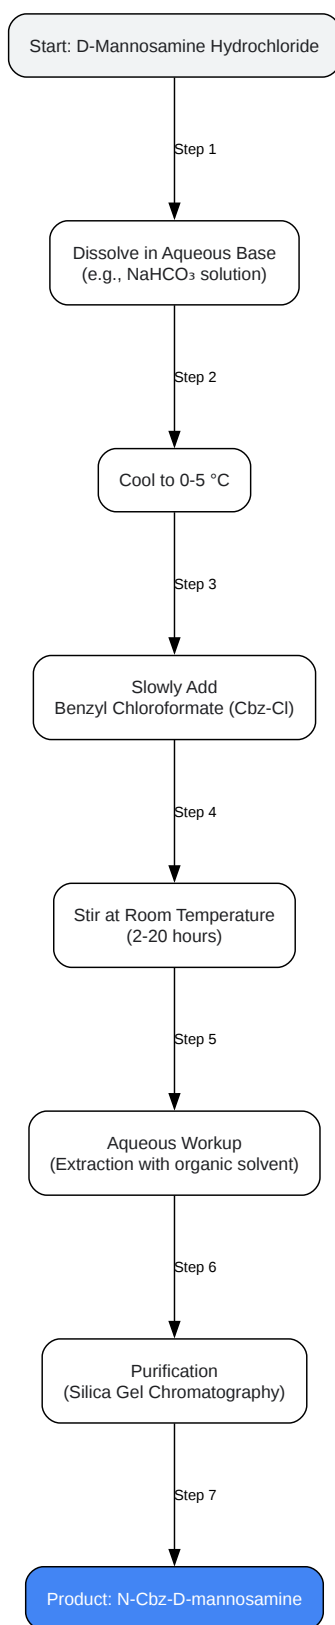 Start: D-Mannosamine Hydrochloride
Step 1
Dissolve in Aqueous Base
(e.g., NaHCO₃ solution)
Step 2
Cool to 0-5 °C
Step 3
Slowly Add
Benzyl Chloroformate (Cbz-Cl)
Step 4
Stir at Room Temperature
(2-20 hours)
Step 5
Aqueous Workup
(Extraction with organic solvent)
Step 6
Purification
(Silica Gel Chromatography)
Step 7
Product: N-Cbz-D-mannosamine